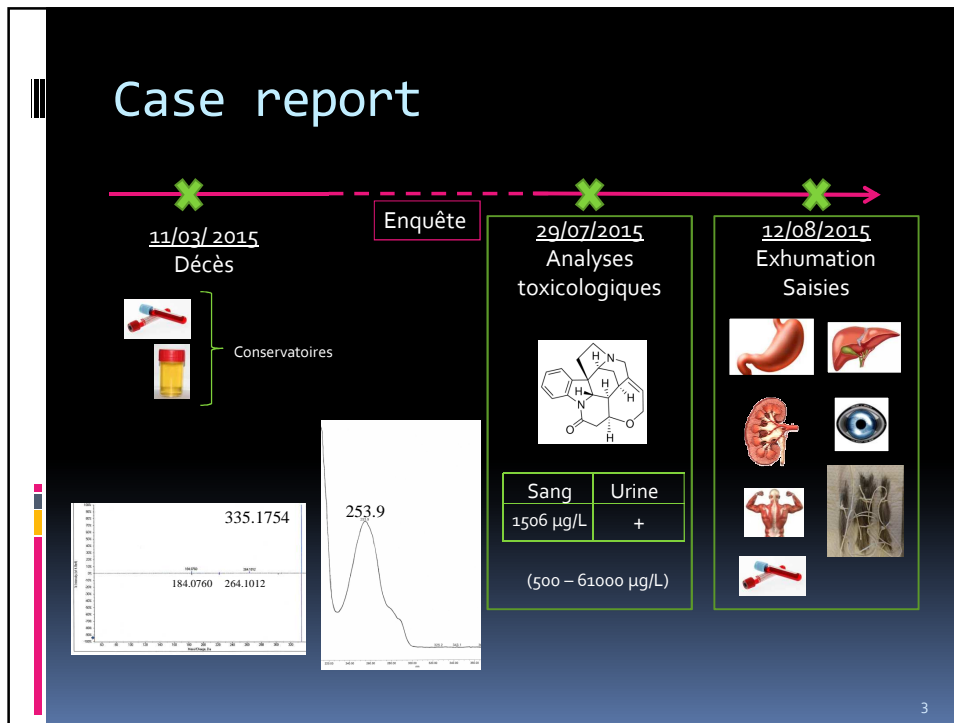 Case report
Enquête
11/03/ 2015
Décès
29/07/2015
Analyses
toxicologiques
12/08/2015
Exhumation
Saisies
Conservatoires
H
N
H
H
H
N
O
O
H
Sang Urine
1506 µg/L +
(500 – 61000 µg/L)
335.1754
184.0760 264.1012
253.9
3